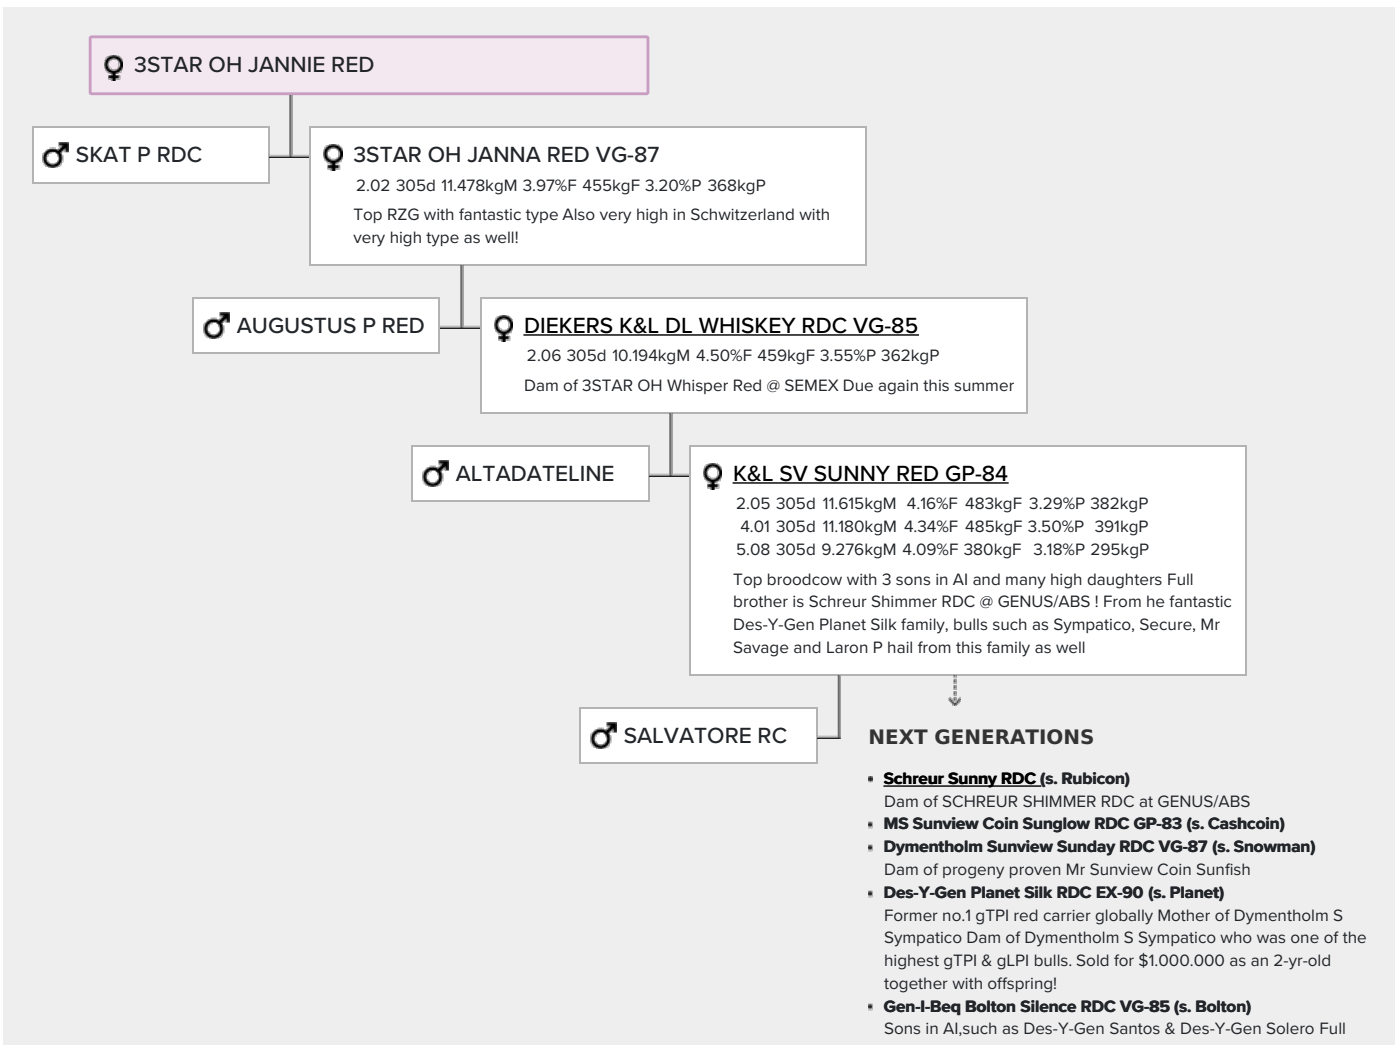 3STAR OH JANNIE RED
SKAT P RDC
3STAR OH JANNA RED VG-87
2.02 305d 11.478kgM 3.97%F 455kgF 3.20%P 368kgP
Top RZG with fantastic type Also very high in Schwitzerland with
very high type as well!
AUGUSTUS P RED
DIEKERS K&L DL WHISKEY RDC VG-85
2.06 305d 10.194kgM 4.50%F 459kgF 3.55%P 362kgP
Dam of 3STAR OH Whisper Red @ SEMEX Due again this summer
ALTADATELINE
K&L SV SUNNY RED GP-84
2.05 305d 11.615kgM 4.16%F 483kgF 3.29%P 382kgP
4.01 305d 11.180kgM 4.34%F 485kgF 3.50%P 391kgP
5.08 305d 9.276kgM 4.09%F 380kgF 3.18%P 295kgP
Top broodcow with 3 sons in AI and many high daughters Full
brother is Schreur Shimmer RDC @ GENUS/ABS ! From he fantastic
Des-Y-Gen Planet Silk family, bulls such as Sympatico, Secure, Mr
Savage and Laron P hail from this family as well
SALVATORE RC
NEXT GENERATIONS
• Schreur Sunny RDC (s. Rubicon)
Dam of SCHREUR SHIMMER RDC at GENUS/ABS
• MS Sunview Coin Sunglow RDC GP-83 (s. Cashcoin)
• Dymentholm Sunview Sunday RDC VG-87 (s. Snowman)
Dam of progeny proven Mr Sunview Coin Sunfish
• Des-Y-Gen Planet Silk RDC EX-90 (s. Planet)
Former no.1 gTPI red carrier globally Mother of Dymentholm S
Sympatico Dam of Dymentholm S Sympatico who was one of the
highest gTPI & gLPI bulls. Sold for $1.000.000 as an 2-yr-old
together with offspring!
• Gen-I-Beq Bolton Silence RDC VG-85 (s. Bolton)
Sons in AI,such as Des-Y-Gen Santos & Des-Y-Gen Solero Full